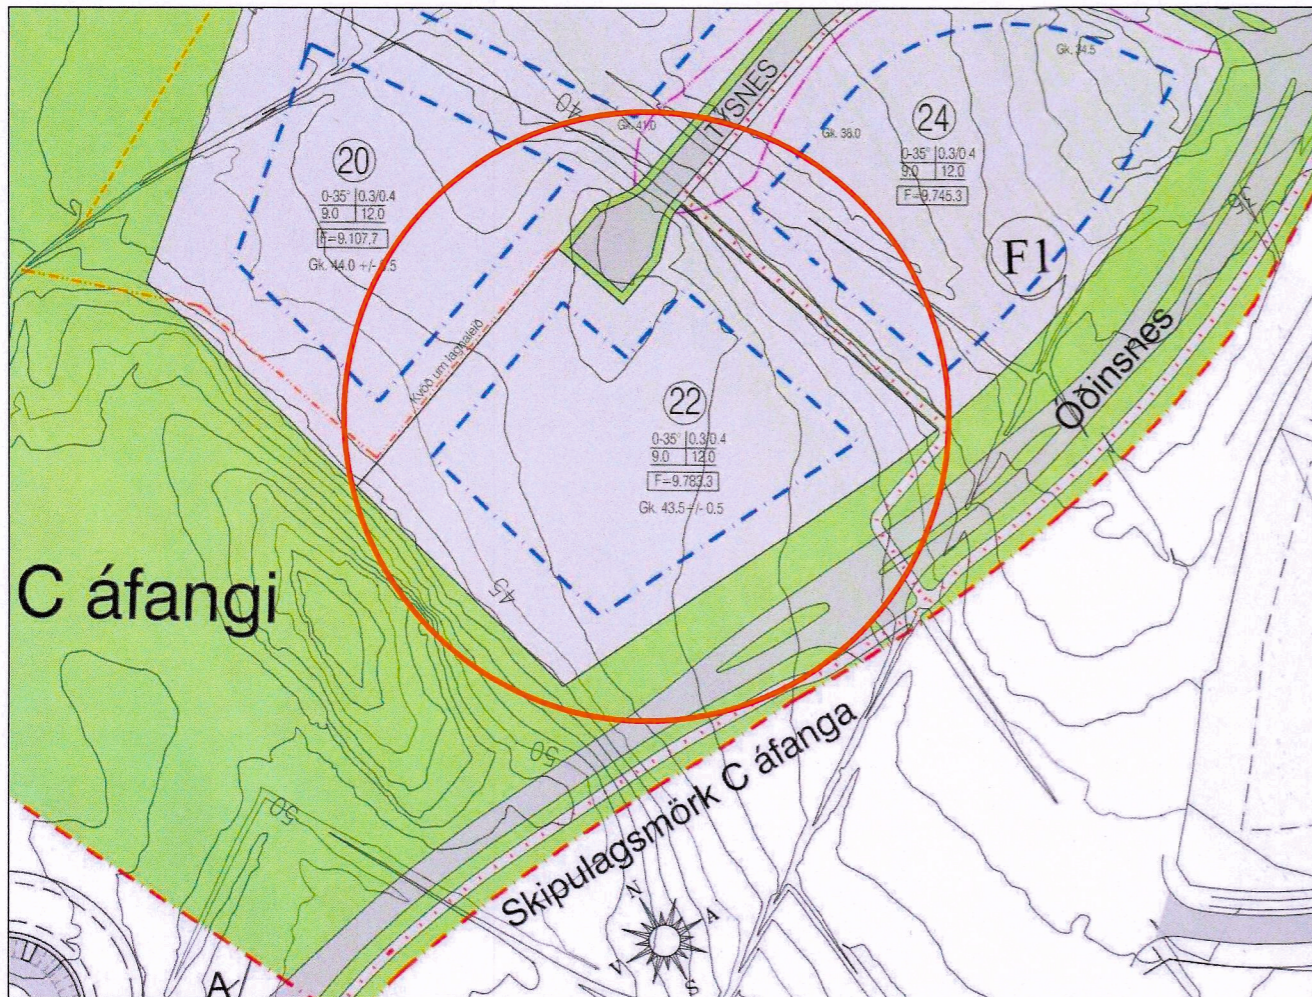 Gk. 34.5
TÝSNES
40
Gk. 41.0
Gk. 38.0
24
0-35° 0.3/0.4
9.0 12.0
F=9.745.3
20
0-35° 0.3/0.4
9.0 12.0
F=9.107.7
Gk. 44.0 +/- 0.5
F1
Kvöð um lagnaleið
Óðinsnes
22
0-35° 0.3/0.4
9.0 12.0
F=9.783.3
Gk. 43.5 +/- 0.5
C áfangi
45
50
50
Skipulagsmörk C áfanga
N
A
V
S
A